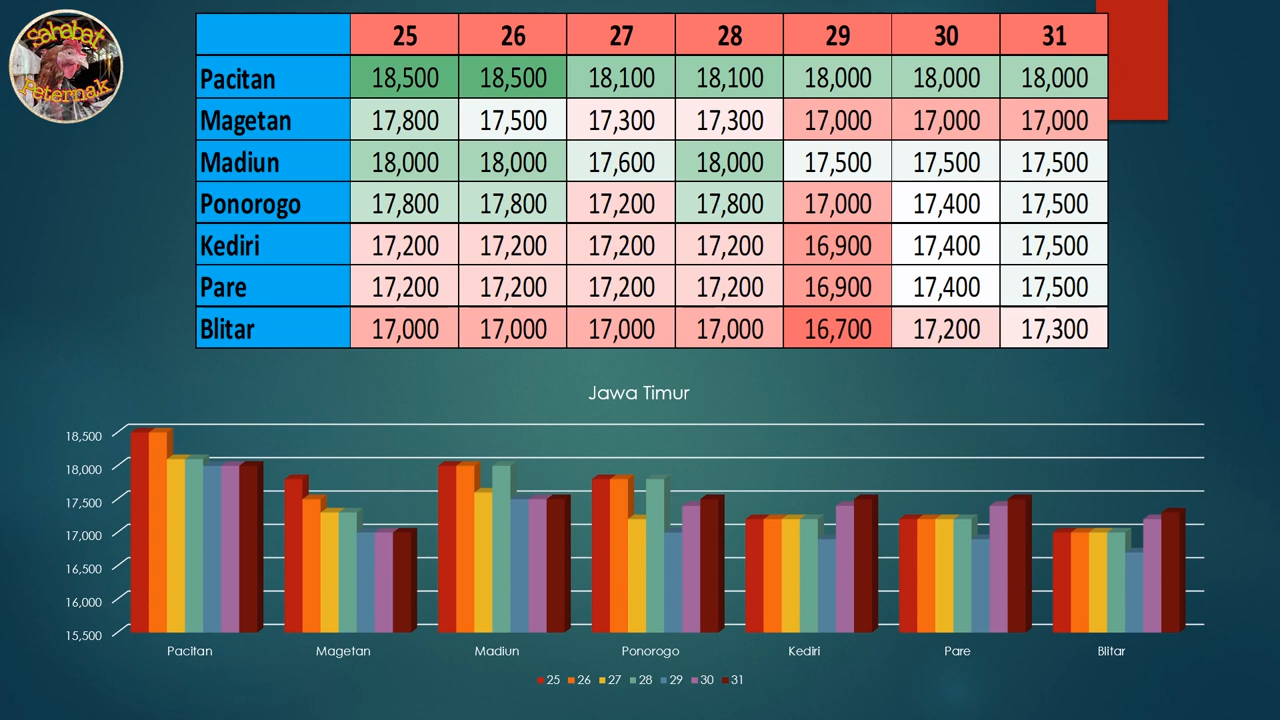 Sahabat
Peternak
25 26 27 28 29 30 31
Pacitan 18,500 18,500 18,100 18,100 18,000 18,000 18,000
Magetan 17,800 17,500 17,300 17,300 17,000 17,000 17,000
Madiun 18,000 18,000 17,600 18,000 17,500 17,500 17,500
Ponorogo 17,800 17,800 17,200 17,800 17,000 17,400 17,500
Kediri 17,200 17,200 17,200 17,200 16,900 17,400 17,500
Pare 17,200 17,200 17,200 17,200 16,900 17,400 17,500
Blitar 17,000 17,000 17,000 17,000 16,700 17,200 17,300
Jawa Timur
18,500
18,000
17,500
17,000
16,500
16,000
15,500
Pacitan Magetan Madiun Ponorogo Kediri Pare Blitar
25 26 27 28 29 30 31